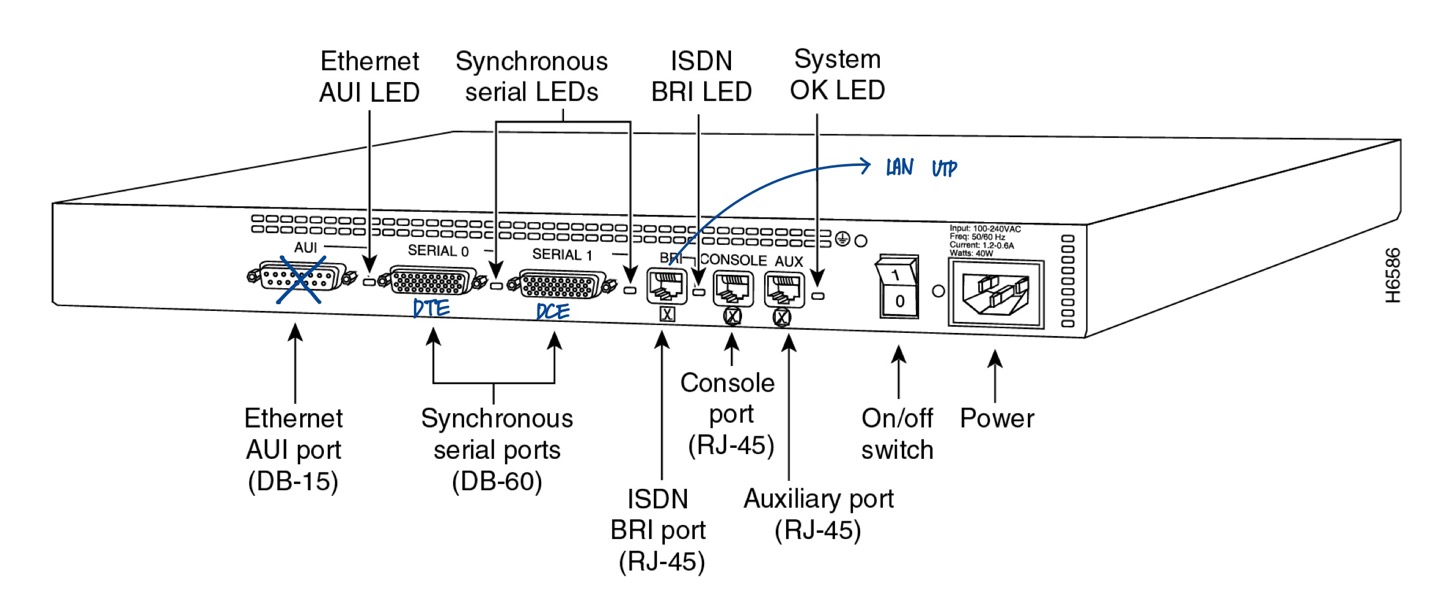 Ethernet
AUI LED
Synchronous
serial LEDs
ISDN
BRI LED
System
OK LED
LAN UTP
Input: 100-240VAC
Freq: 50/60 Hz
Current: 1.2-0.6A
Watts: 40W
AUI
SERIAL 0
SERIAL 1
BRI
CONSOLE
AUX
1
0
DTE
DCE
H6586
Ethernet
AUI port
(DB-15)
Synchronous
serial ports
(DB-60)
ISDN
BRI port
(RJ-45)
Console
port
(RJ-45)
Auxiliary port
(RJ-45)
On/off
switch
Power